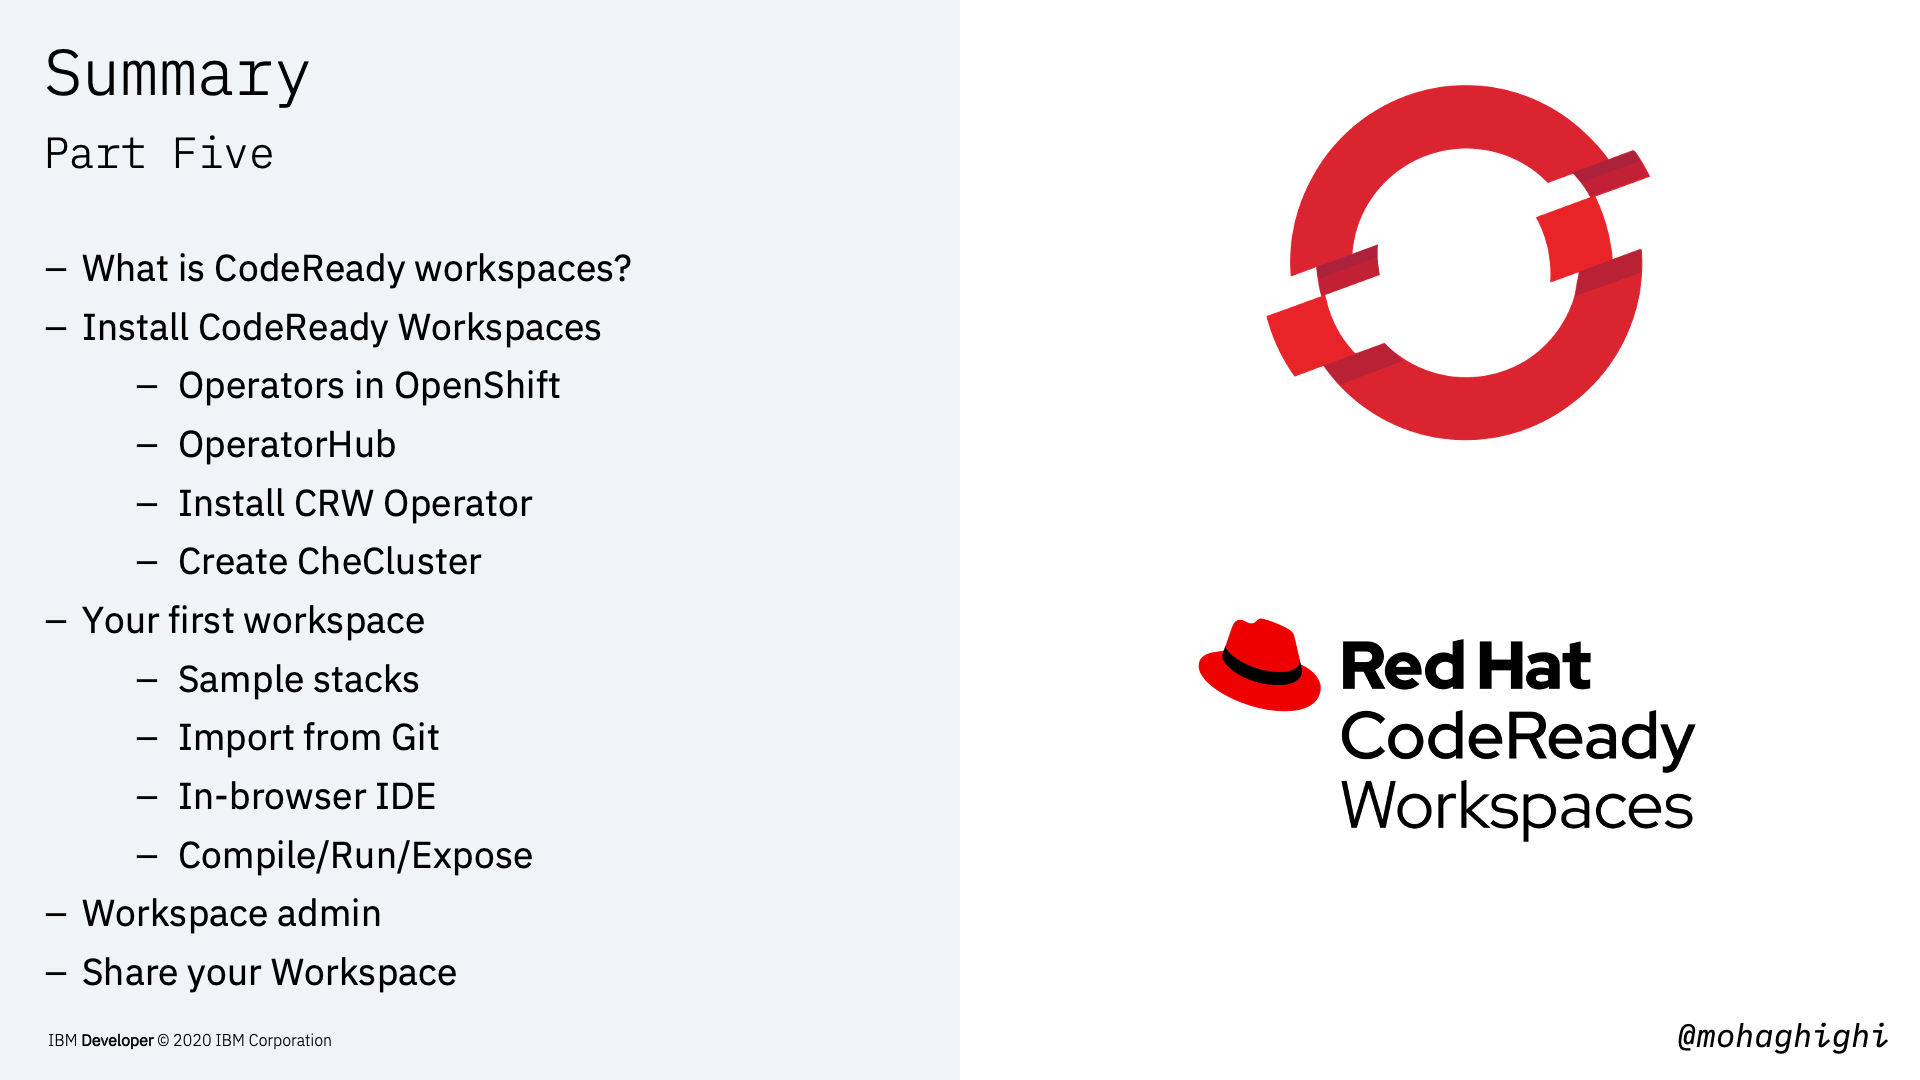 Summary
Part Five
– What is CodeReady workspaces?
– Install CodeReady Workspaces
– Operators in OpenShift
– OperatorHub
– Install CRW Operator
– Create CheCluster
– Your first workspace
– Sample stacks
– Import from Git
– In-browser IDE
– Compile/Run/Expose
– Workspace admin
– Share your Workspace
IBM Developer © 2020 IBM Corporation
Red Hat
CodeReady
Workspaces
@mohaghighi